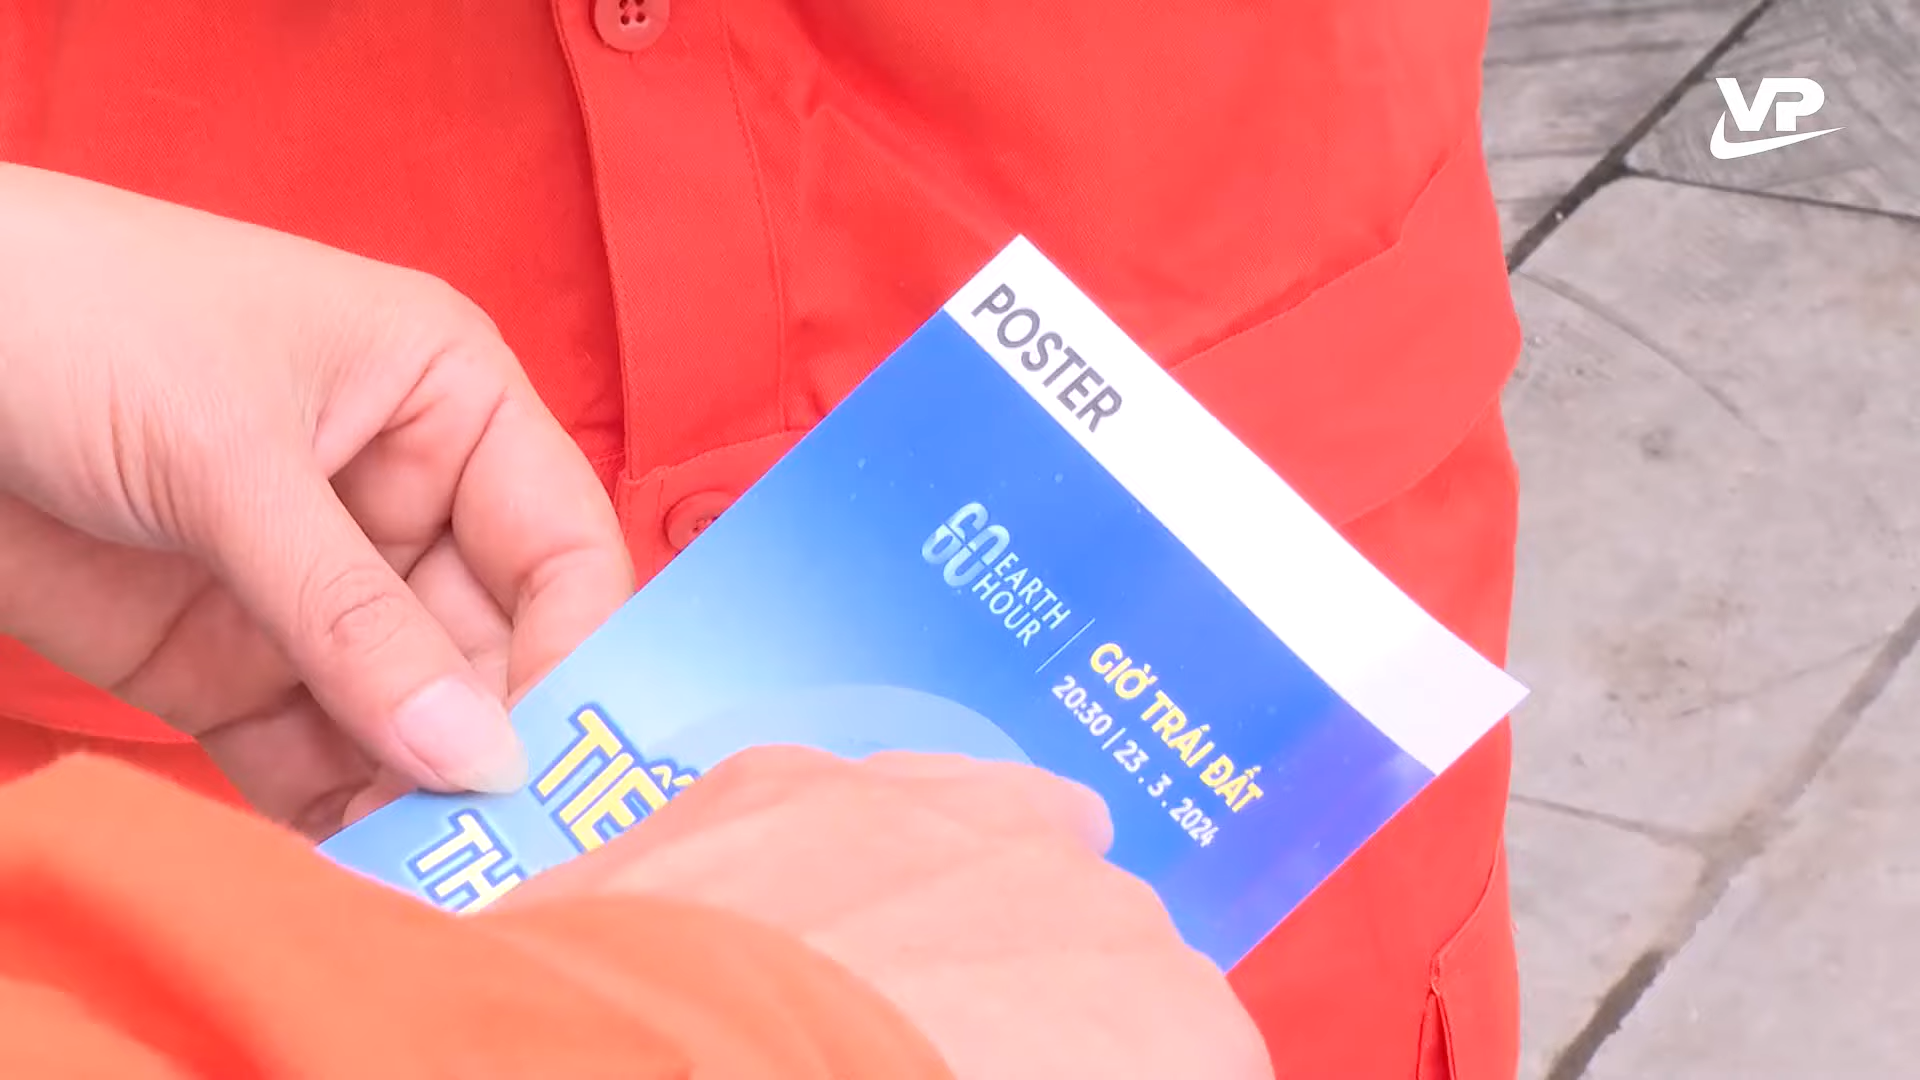 VP
POSTER
60 EARTH
HOUR
GIỜ TRÁI ĐẤT
20:30 | 23 . 3 . 2024